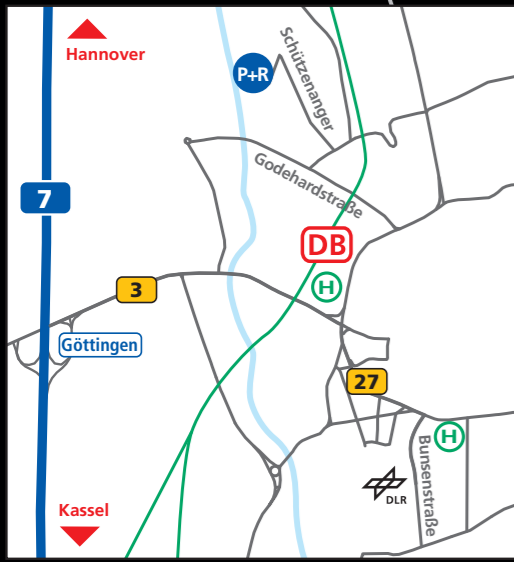 Hannover
P+R
Schützenanger
Godehardstraße
7
DB
3
H
Göttingen
27
H
Bunsenstraße
DLR
Kassel